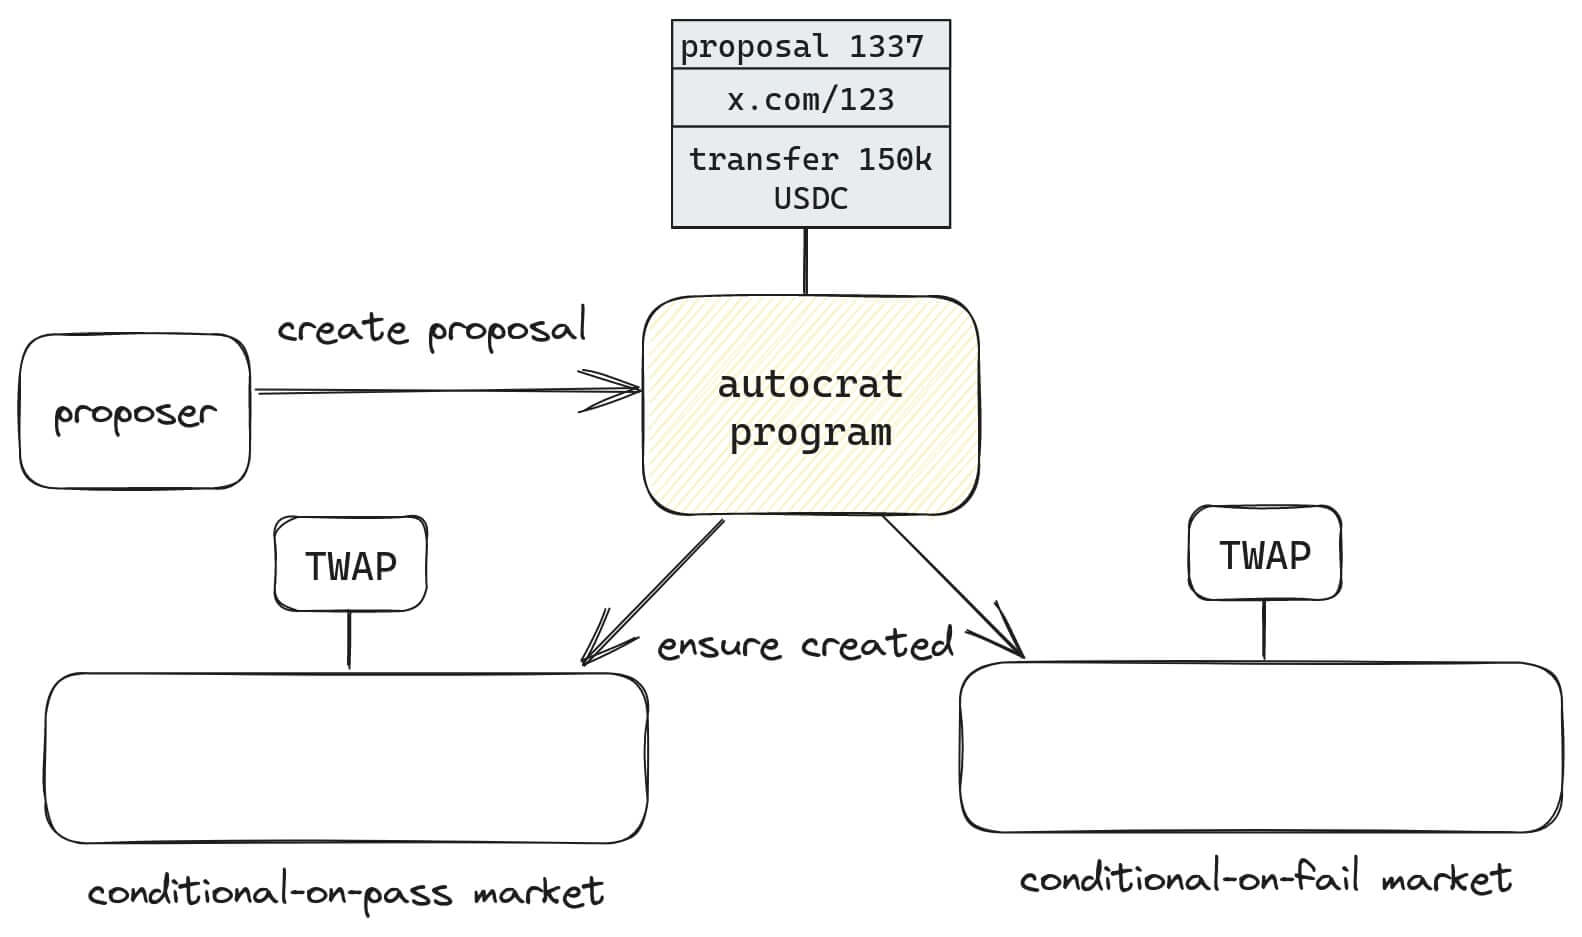 proposal 1337
x.com/123
transfer 150k
USDC
create proposal
proposer
autocrat
program
TWAP
TWAP
ensure created
conditional-on-pass market
conditional-on-fail market